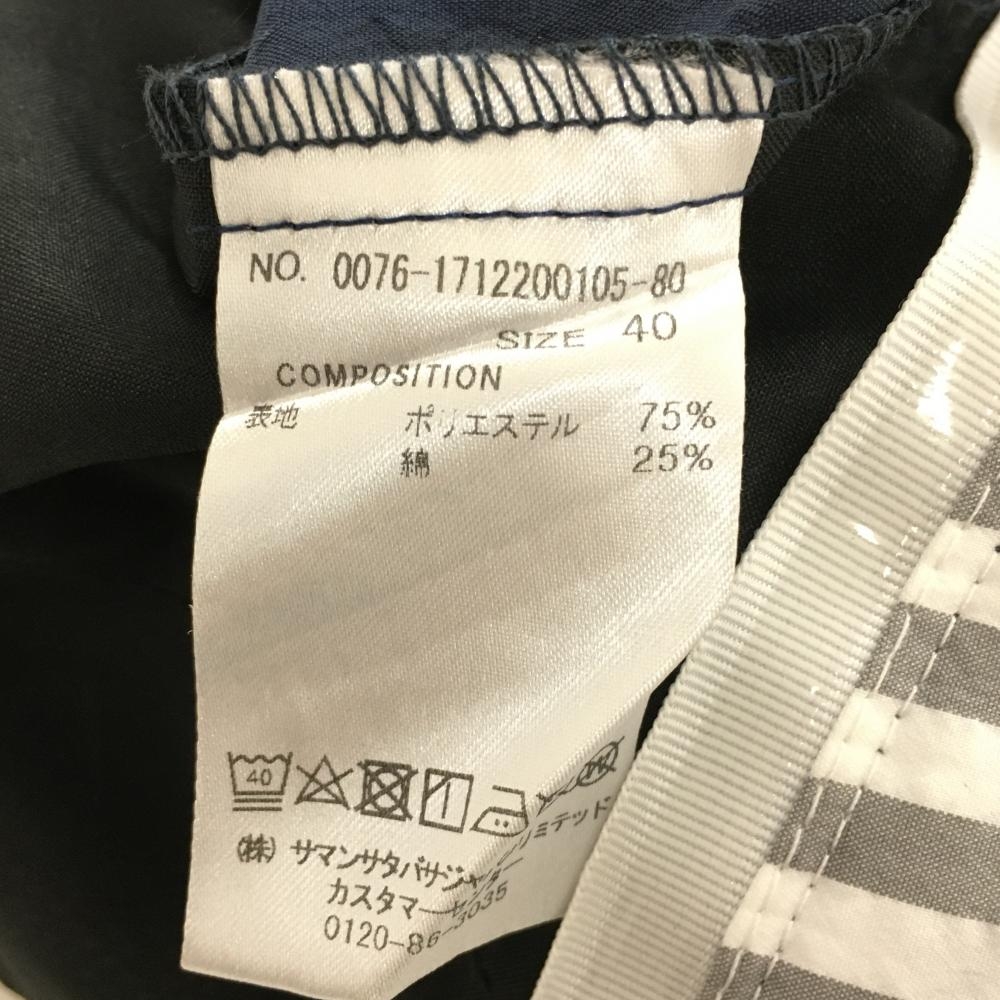 NO. 0076-1712200105-80
SIZE 40
COMPOSITION
表地 ポリエステル 75%
綿 25%
40
(株) サマンサタバサジャパンリミテッド
カスタマーセンター
0120-86-3035